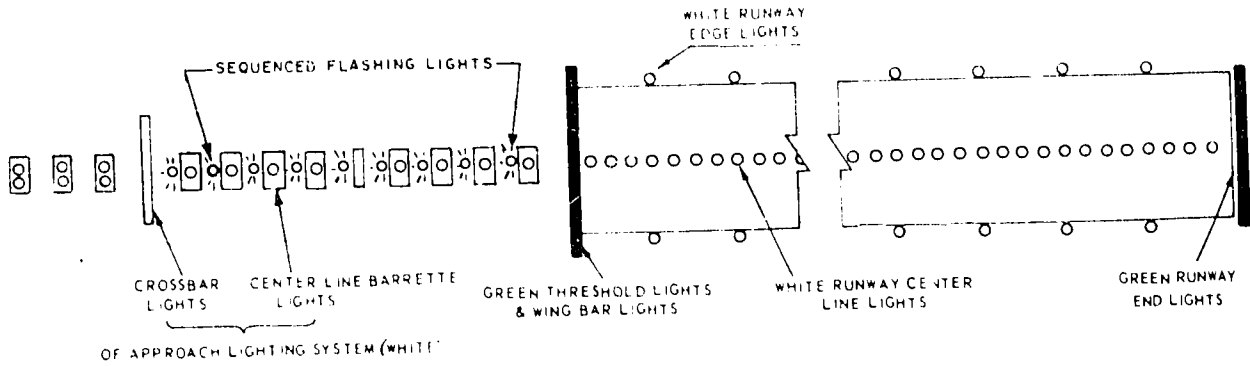 WHITE RUNWAY
EDGE LIGHTS
SEQUENCED FLASHING LIGHTS
CROSSBAR
LIGHTS
CENTER LINE BARRETTE
LIGHTS
GREEN THRESHOLD LIGHTS
& WING BAR LIGHTS
WHITE RUNWAY CENTER
LINE LIGHTS
GREEN RUNWAY
END LIGHTS
OF APPROACH LIGHTING SYSTEM (WHITE